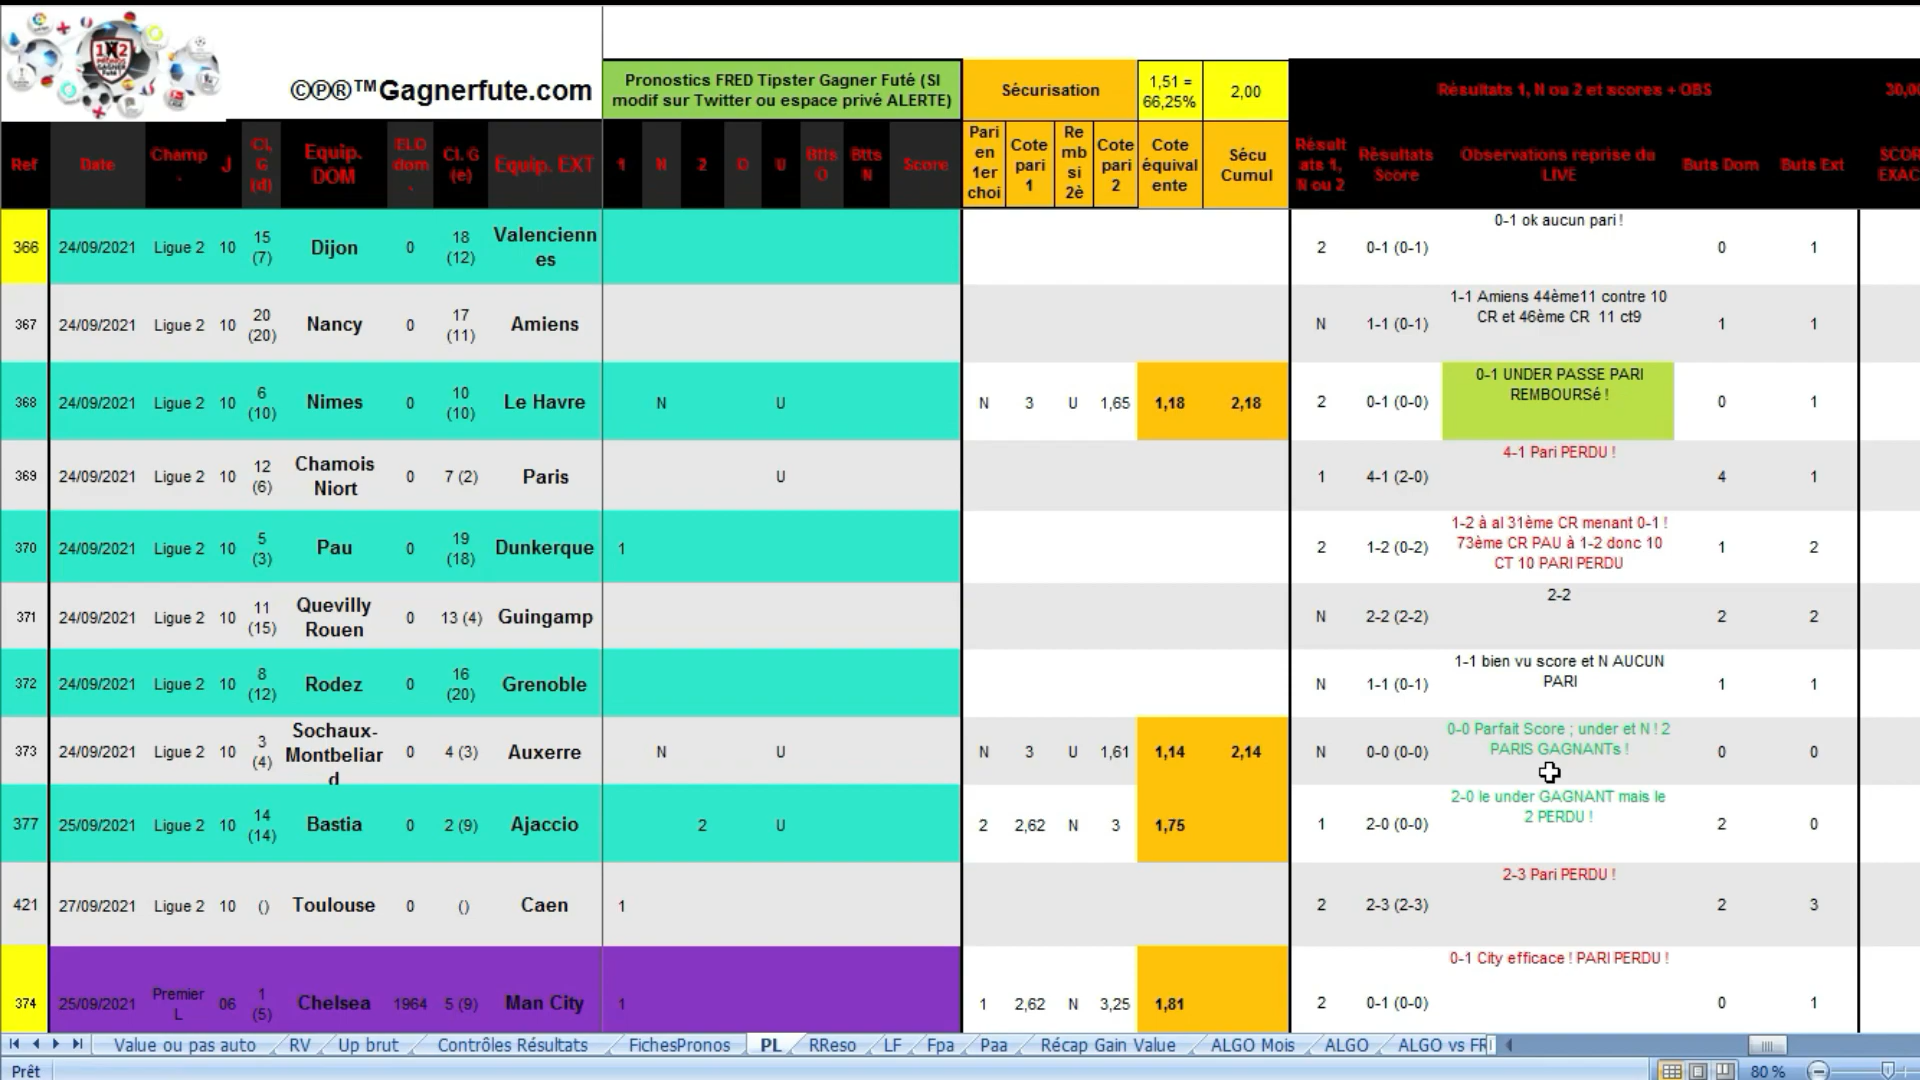 ©ⓅⓇ™Gagnerfute.com
Pronostics FRED Tipster Gagner Futé (SI
modif sur Twitter ou espace privé ALERTE)
Sécurisation
1,51 =
66,25%
2,00
Résultats 1, N ou 2 et scores + OBS
Ref Date Champ . J Cl. G (d) Equip. DOM ELO dom . Cl. G (e) Equip. EXT 1 N 2 O U Btts O Btts N Score Pari en 1er choi Cote pari 1 Re mb si 2è Cote pari 2 Cote équival ente Sécu Cumul Résult ats 1, N ou 2 Résultats Score Observations reprise du LIVE Buts Dom Buts Ext
366 24/09/2021 Ligue 2 10 15 (7) Dijon 0 18 (12) Valencienn es 2 0-1 (0-1) 0-1 ok aucun pari ! 0 1
367 24/09/2021 Ligue 2 10 20 (20) Nancy 0 17 (11) Amiens N 1-1 (0-1) 1-1 Amiens 44ème11 contre 10 CR et 46ème CR 11 ct9 1 1
368 24/09/2021 Ligue 2 10 6 (10) Nimes 0 10 (10) Le Havre N U N 3 U 1,65 1,18 2,18 2 0-1 (0-0) 0-1 UNDER PASSE PARI REMBOURSé ! 0 1
369 24/09/2021 Ligue 2 10 12 (6) Chamois Niort 0 7 (2) Paris U 1 4-1 (2-0) 4-1 Pari PERDU ! 4 1
370 24/09/2021 Ligue 2 10 5 (3) Pau 0 19 (18) Dunkerque 1 2 1-2 (0-2) 1-2 à al 31ème CR menant 0-1 ! 73ème CR PAU à 1-2 donc 10 CT 10 PARI PERDU 1 2
371 24/09/2021 Ligue 2 10 11 (15) Quevilly Rouen 0 13 (4) Guingamp N 2-2 (2-2) 2-2 2 2
372 24/09/2021 Ligue 2 10 8 (12) Rodez 0 16 (20) Grenoble N 1-1 (0-1) 1-1 bien vu score et N AUCUN PARI 1 1
373 24/09/2021 Ligue 2 10 3 (4) Sochaux- Montbeliar d 0 4 (3) Auxerre N U N 3 U 1,61 1,14 2,14 N 0-0 (0-0) 0-0 Parfait Score ; under et N ! 2 PARIS GAGNANTs ! 0 0
377 25/09/2021 Ligue 2 10 14 (14) Bastia 0 2 (9) Ajaccio 2 U 2 2,62 N 3 1,75 1 2-0 (0-0) 2-0 le under GAGNANT mais le 2 PERDU ! 2 0
421 27/09/2021 Ligue 2 10 () Toulouse 0 () Caen 1 2 2-3 (2-3) 2-3 Pari PERDU ! 2 3
374 25/09/2021 Premier L 06 1 (5) Chelsea 1964 5 (9) Man City 1 1 2,62 N 3,25 1,81 2 0-1 (0-0) 0-1 City efficace ! PARI PERDU ! 0 1
Value ou pas auto RV Up brut Contrôles Résultats FichesPronos PL RReso LF Fpa Paa Récap Gain Value ALGO Mois ALGO ALGO vs FR
Prêt 80 %